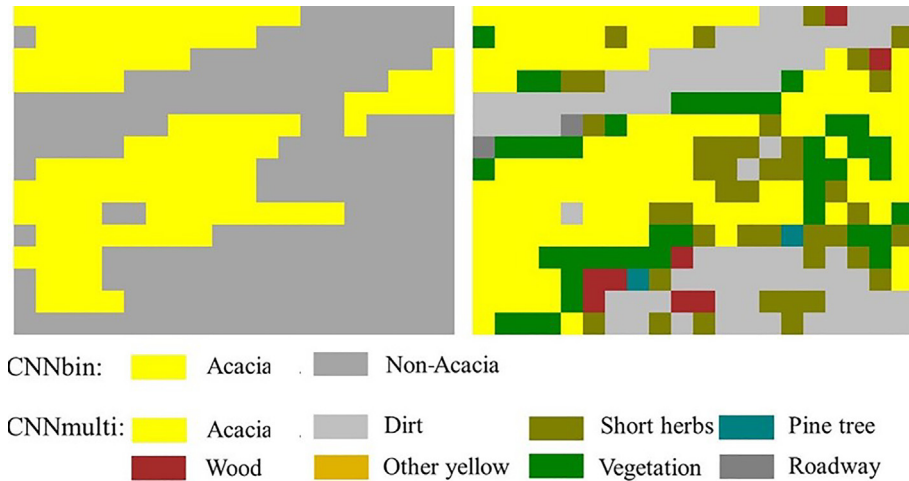 CNNbin: Acacia Non-Acacia
CNNmulti: Acacia Dirt Short herbs Pine tree
Wood Other yellow Vegetation Roadway